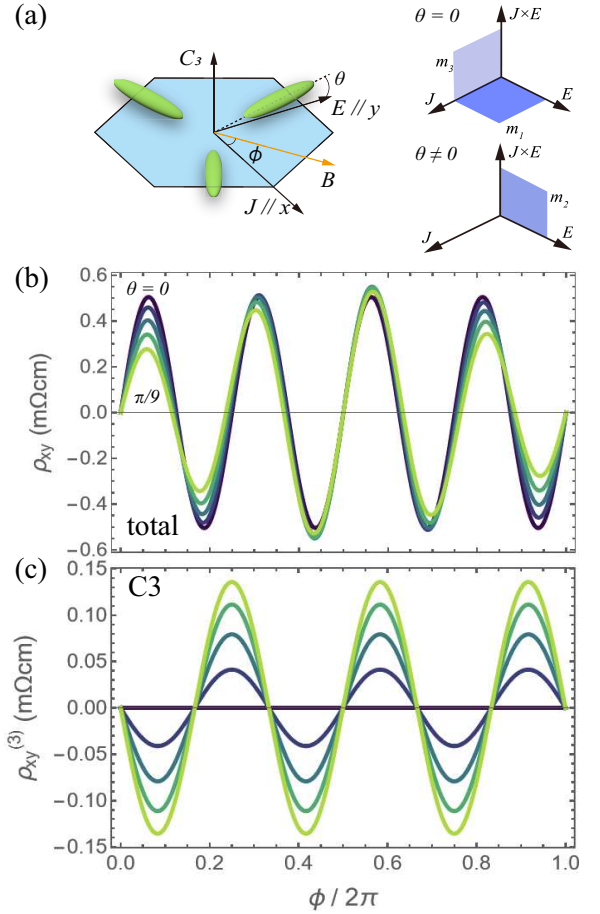 (a)
C₃
θ
E // y
ϕ
B
J // x
θ = 0
J×E
m₃
J
E
m₁
θ≠0
J×E
m₂
J
E
(b)
0.6
0.4
0.2
0.0
−0.2
−0.4
−0.6
ρxy (mΩcm)
θ = 0
π/9
total
(c)
0.15
0.10
0.05
0.00
−0.05
−0.10
−0.15
ρxy⁽³⁾ (mΩcm)
C3
0.0 0.2 0.4 0.6 0.8 1.0
ϕ / 2π